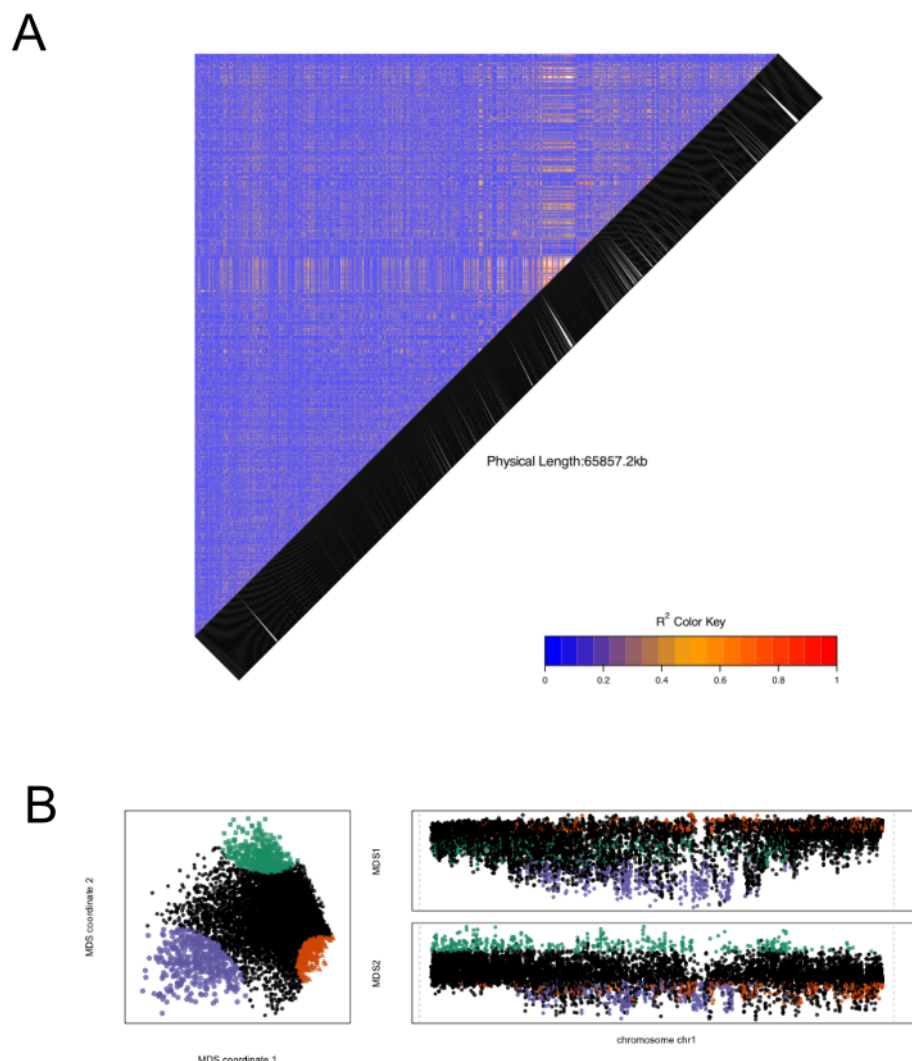 A
Physical Length:65857.2kb
R² Color Key
0 0.2 0.4 0.6 0.8 1
B
MDS coordinate 2
MDS coordinate 1
MDS1
MDS2
chromosome chr1